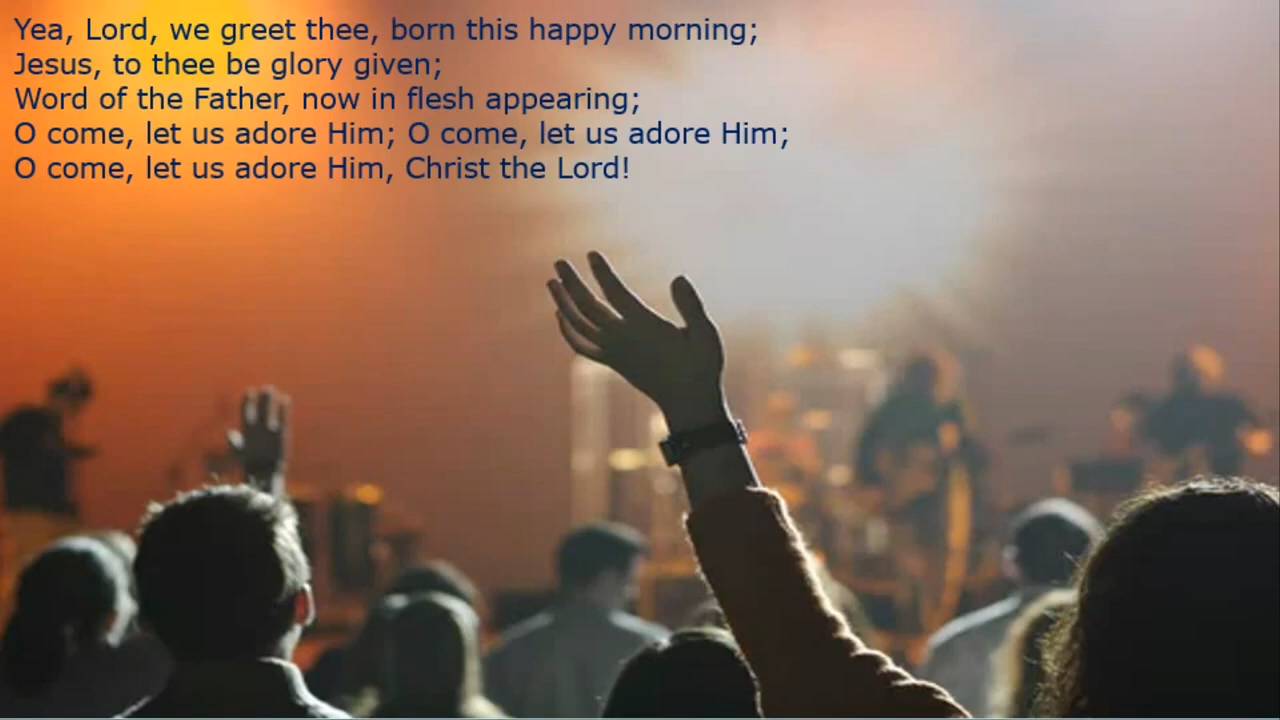 Yea, Lord, we greet thee, born this happy morning;
Jesus, to thee be glory given;
Word of the Father, now in flesh appearing;
O come, let us adore Him; O come, let us adore Him;
O come, let us adore Him, Christ the Lord!